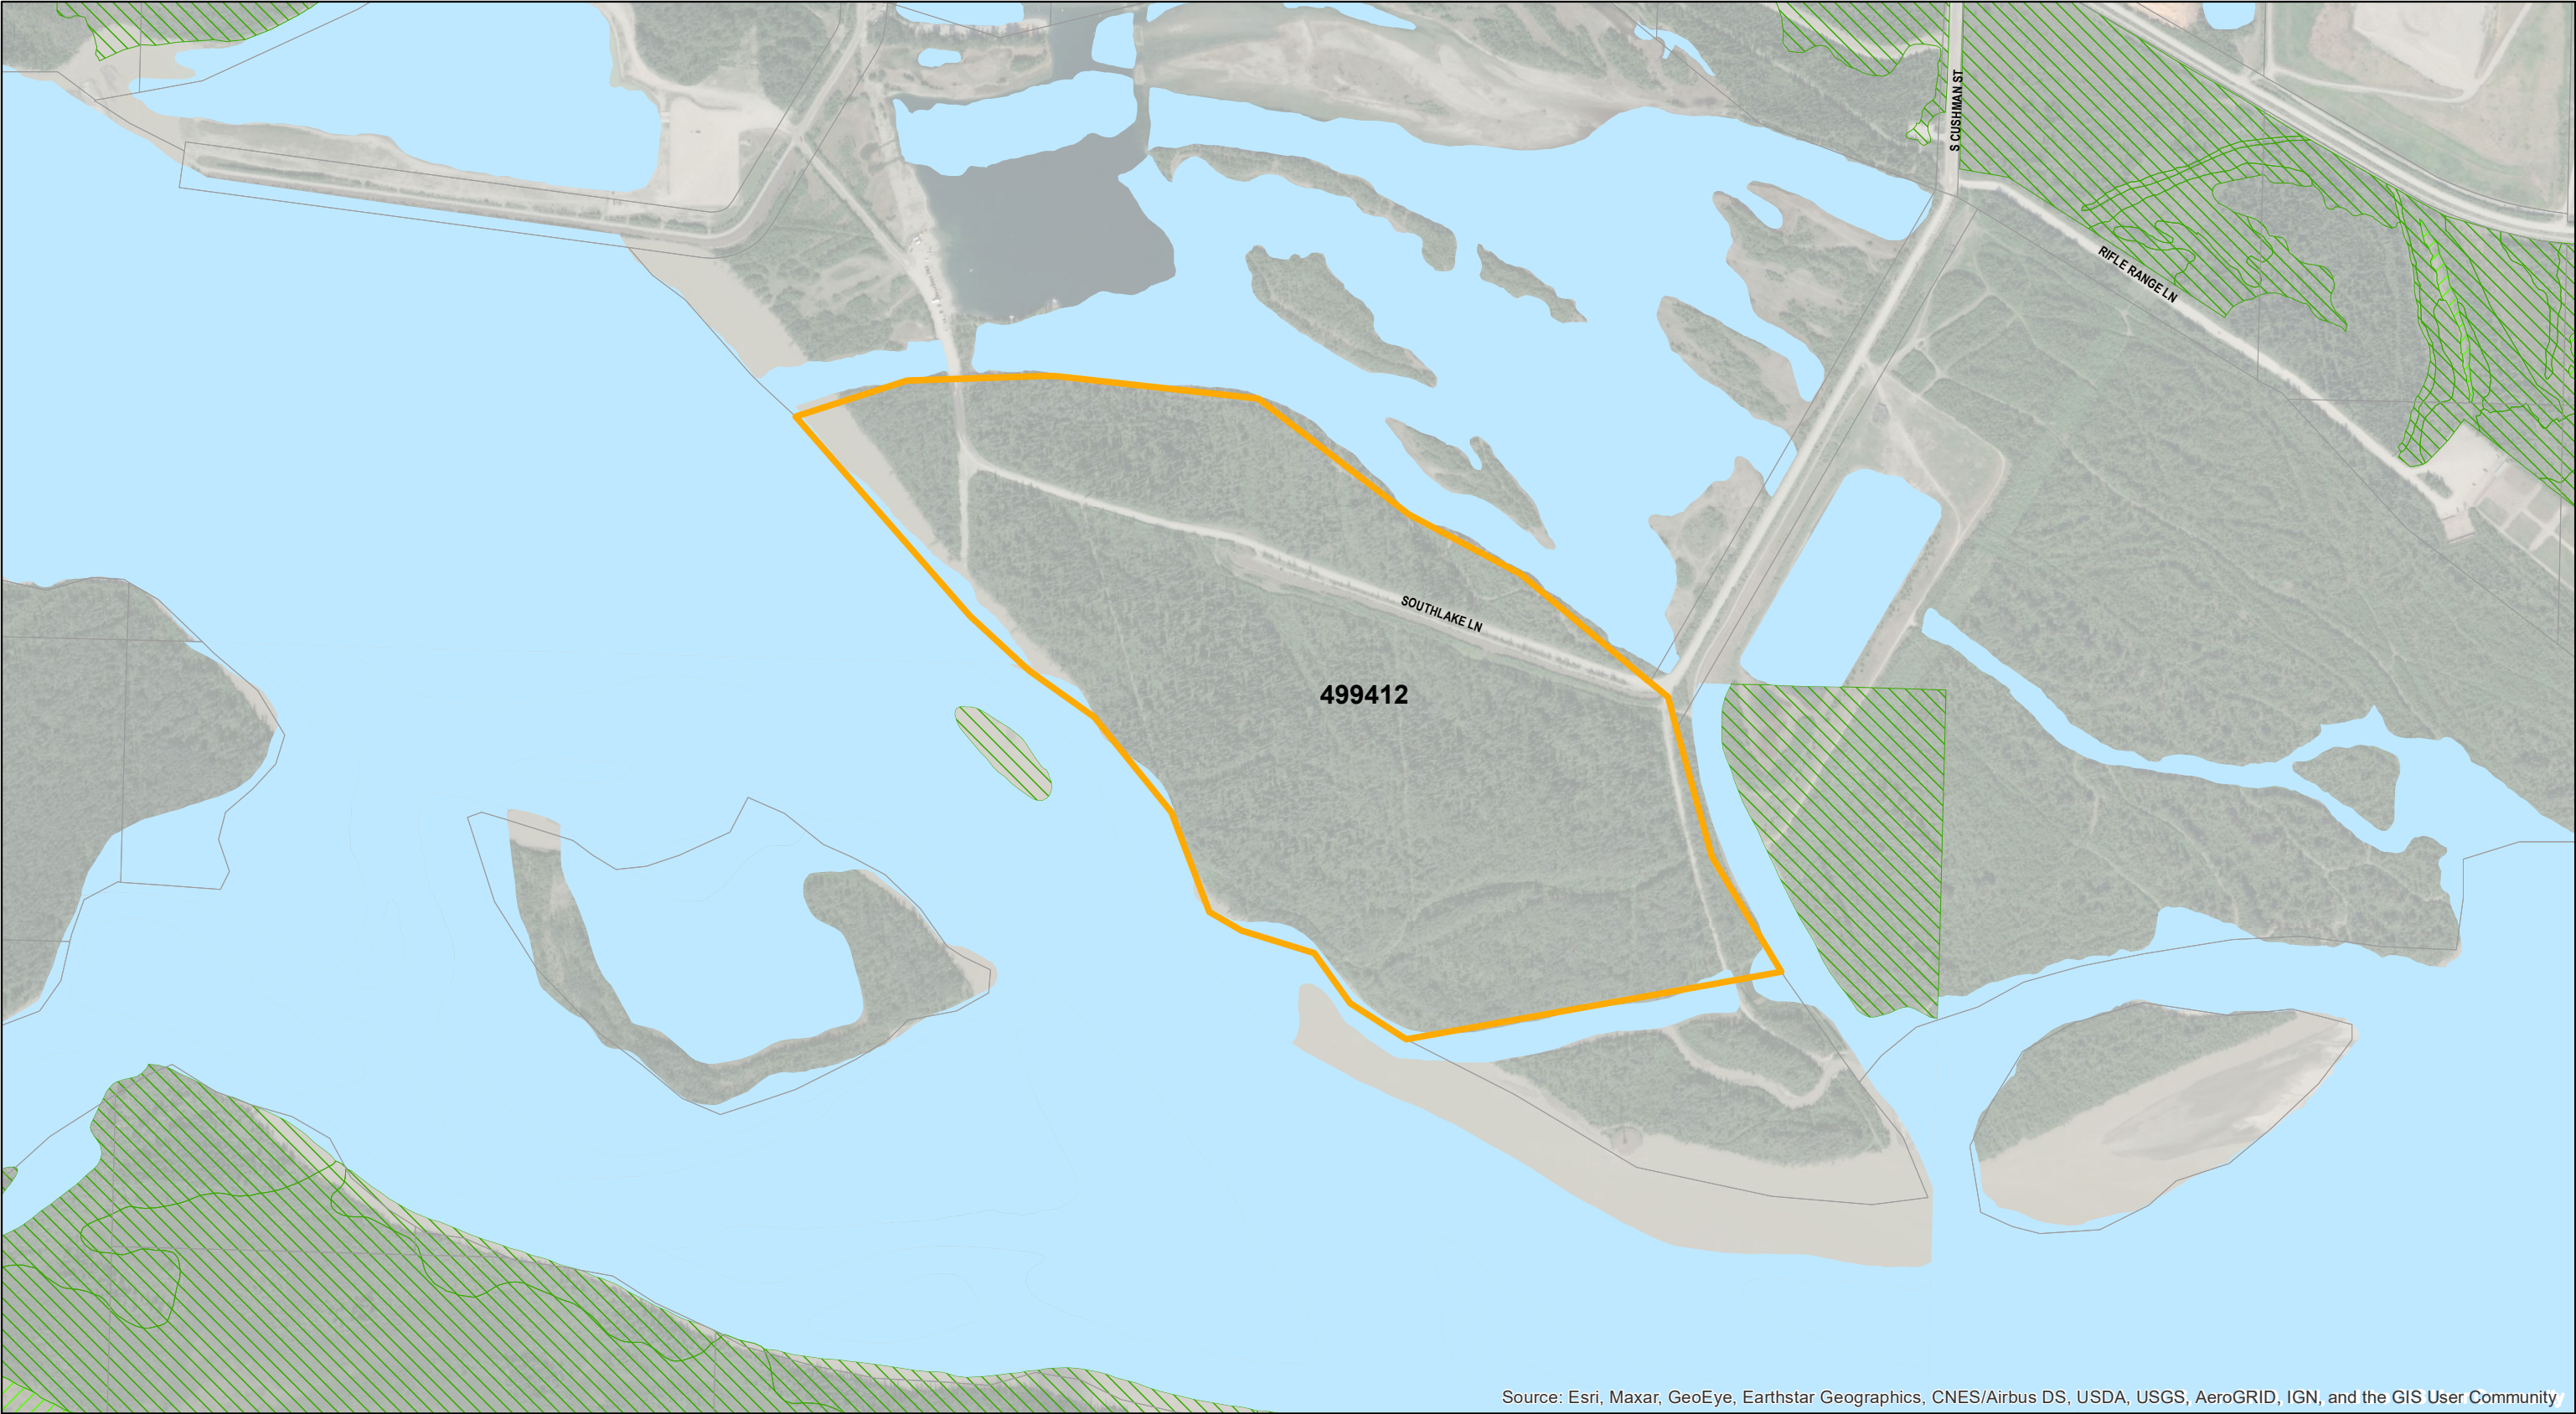 S CUSHMAN ST
RIFLE RANGE LN
SOUTHLAKE LN
499412
Source: Esri, Maxar, GeoEye, Earthstar Geographics, CNES/Airbus DS, USDA, USGS, AeroGRID, IGN, and the GIS User Community